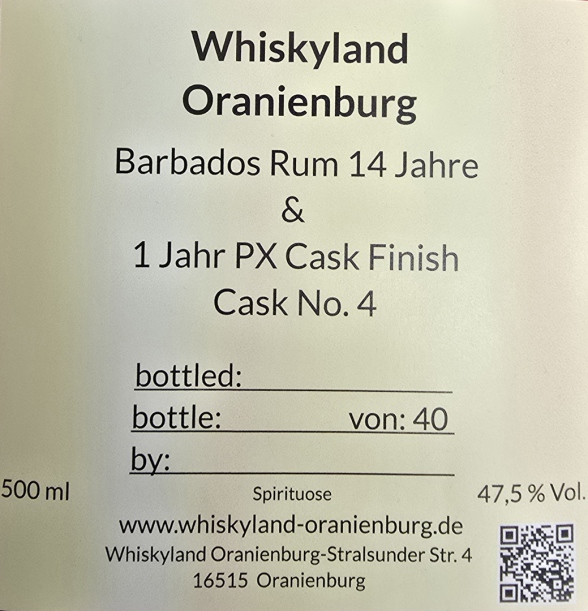 Whiskyland
Oranienburg
Barbados Rum 14 Jahre
&
1 Jahr PX Cask Finish
Cask No. 4
bottled:
bottle: von: 40
by:
500 ml Spirituose 47,5 % Vol.
www.whiskyland-oranienburg.de
Whiskyland Oranienburg-Stralsunder Str. 4
16515 Oranienburg